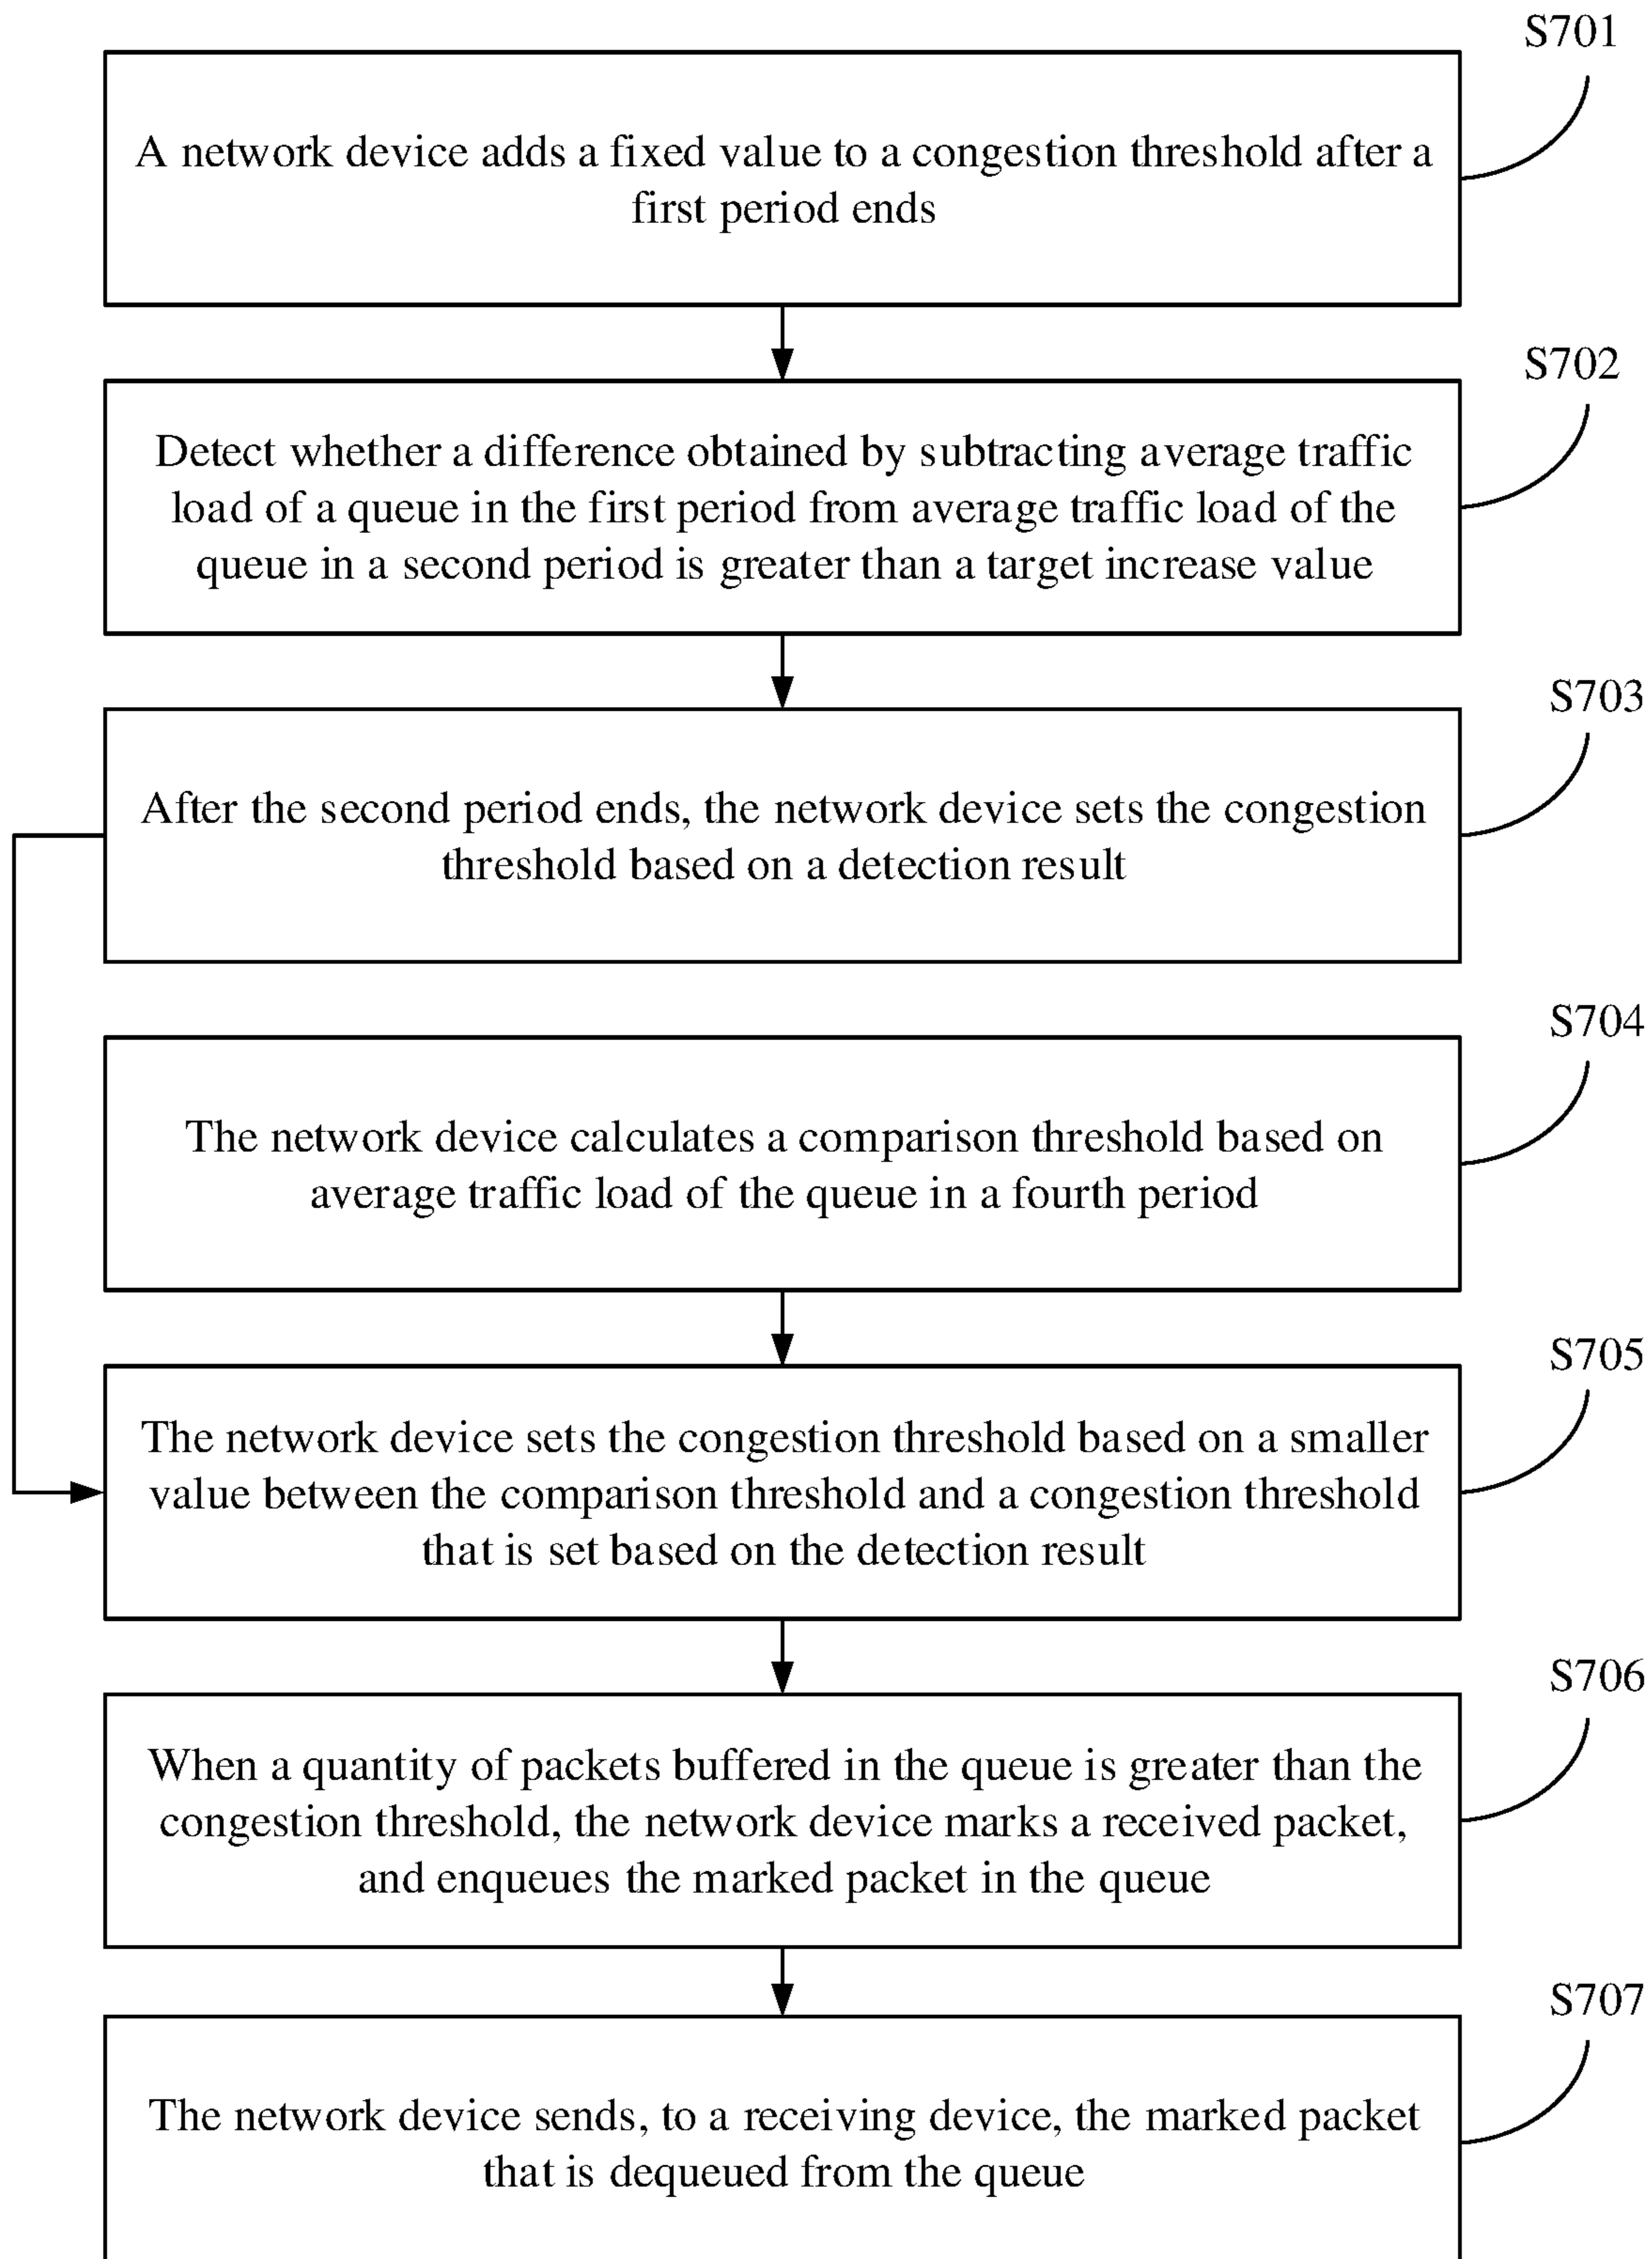 S701
A network device adds a fixed value to a congestion threshold after a
first period ends
S702
Detect whether a difference obtained by subtracting average traffic
load of a queue in the first period from average traffic load of the
queue in a second period is greater than a target increase value
S703
After the second period ends, the network device sets the congestion
threshold based on a detection result
S704
The network device calculates a comparison threshold based on
average traffic load of the queue in a fourth period
S705
The network device sets the congestion threshold based on a smaller
value between the comparison threshold and a congestion threshold
that is set based on the detection result
S706
When a quantity of packets buffered in the queue is greater than the
congestion threshold, the network device marks a received packet,
and enqueues the marked packet in the queue
S707
The network device sends, to a receiving device, the marked packet
that is dequeued from the queue